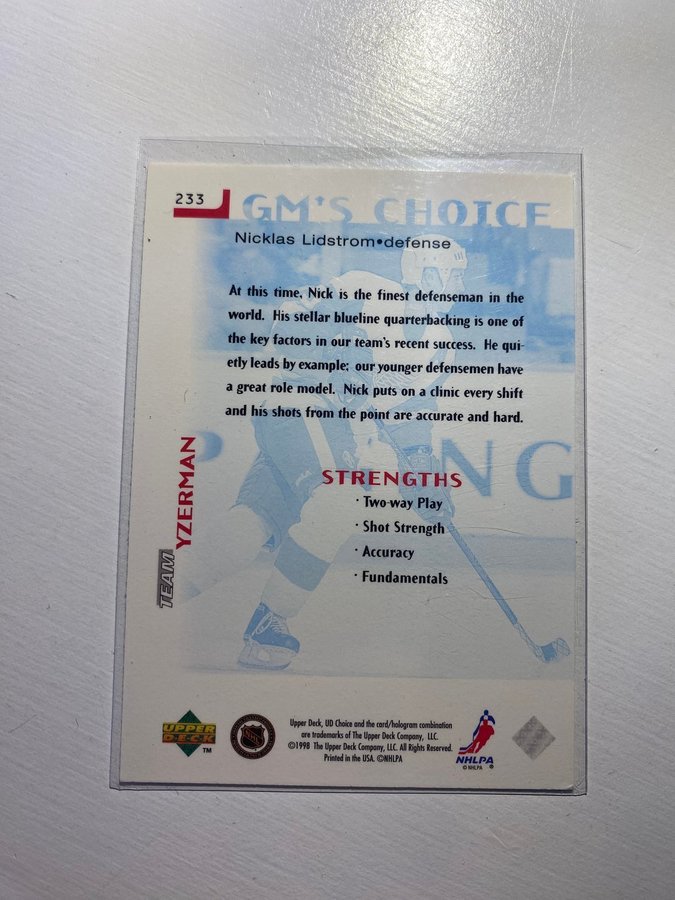 233
GM'S CHOICE
Nicklas Lidstrom•defense
At this time, Nick is the finest defenseman in the
world. His stellar blueline quarterbacking is one of
the key factors in our team's recent success. He qui-
etly leads by example; our younger defensemen have
a great role model. Nick puts on a clinic every shift
and his shots from the point are accurate and hard.
TEAM YZERMAN
STRENGTHS
· Two-way Play
· Shot Strength
· Accuracy
· Fundamentals
UPPER
DECK
TM
NHL
Upper Deck, UD Choice and the card/hologram combination
are trademarks of The Upper Deck Company, LLC.
©1998 The Upper Deck Company, LLC. All Rights Reserved.
Printed in the USA. ©NHLPA
NHLPA
© NHLPA ®